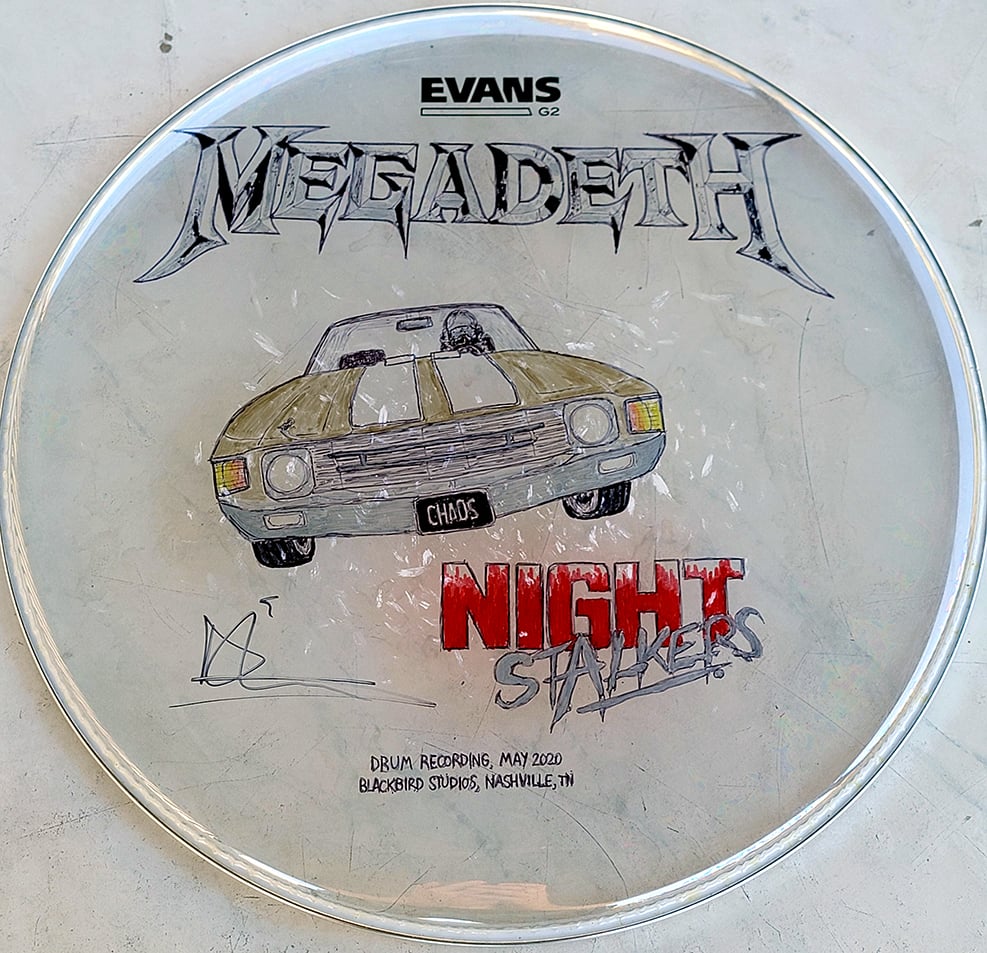 EVANS
G2
MEGADETH
CHAOS
NIGHT
STALKERS
DRUM RECORDING, MAY 2020
BLACKBIRD STUDIOS, NASHVILLE, TN